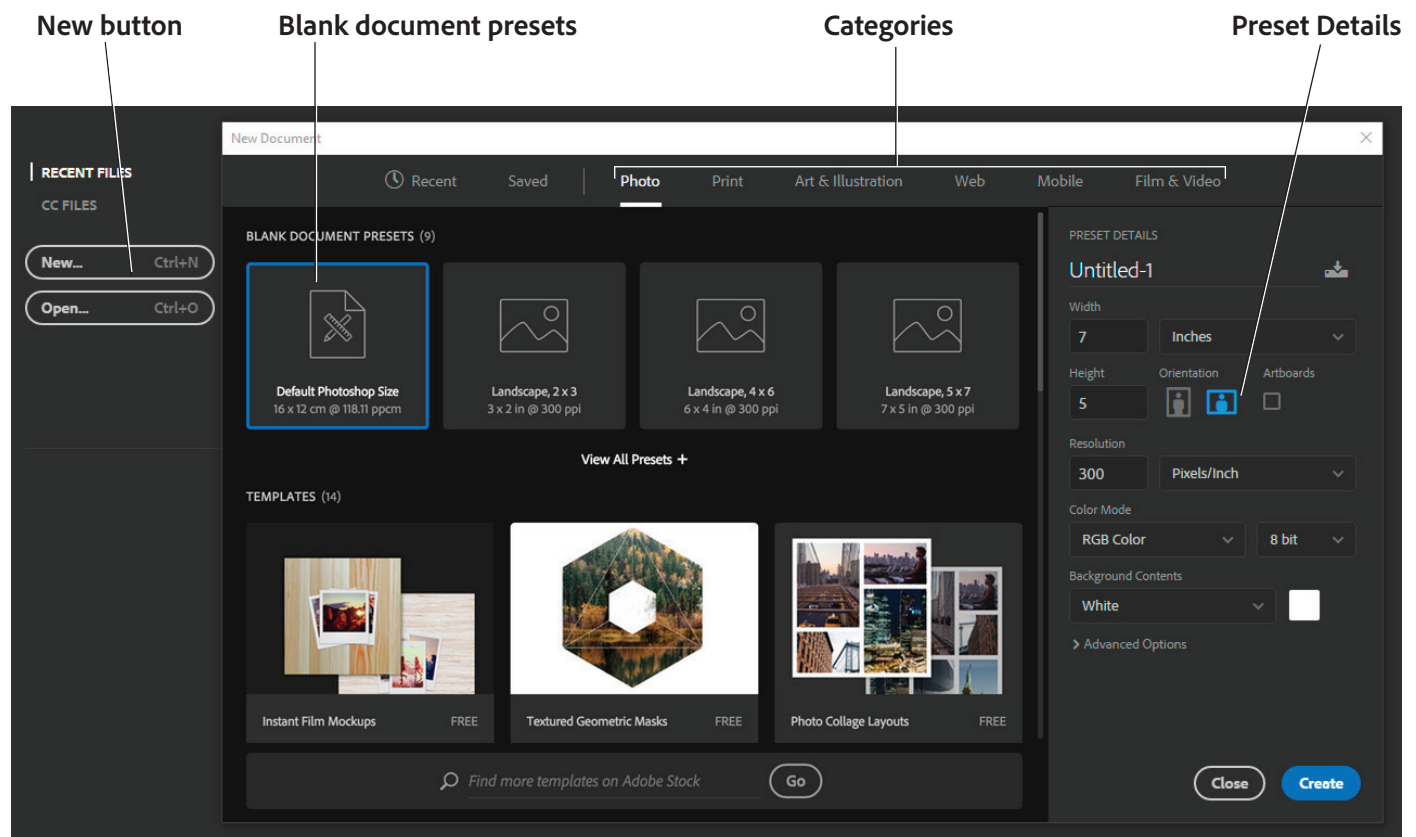 New button
Blank document presets
Categories
Preset Details
New Document
RECENT FILES
CC FILES
New... Ctrl+N
Open... Ctrl+O
Recent Saved Photo Print Art & Illustration Web Mobile Film & Video
BLANK DOCUMENT PRESETS (9)
Default Photoshop Size
16 x 12 cm @ 118.11 ppcm
Landscape, 2 x 3
3 x 2 in @ 300 ppi
Landscape, 4 x 6
6 x 4 in @ 300 ppi
Landscape, 5 x 7
7 x 5 in @ 300 ppi
View All Presets +
TEMPLATES (14)
Instant Film Mockups FREE
Textured Geometric Masks FREE
Photo Collage Layouts FREE
Find more templates on Adobe Stock
Go
PRESET DETAILS
Untitled-1
Width
7 Inches
Height Orientation Artboards
5
Resolution
300 Pixels/Inch
Color Mode
RGB Color 8 bit
Background Contents
White
Advanced Options
Close Create